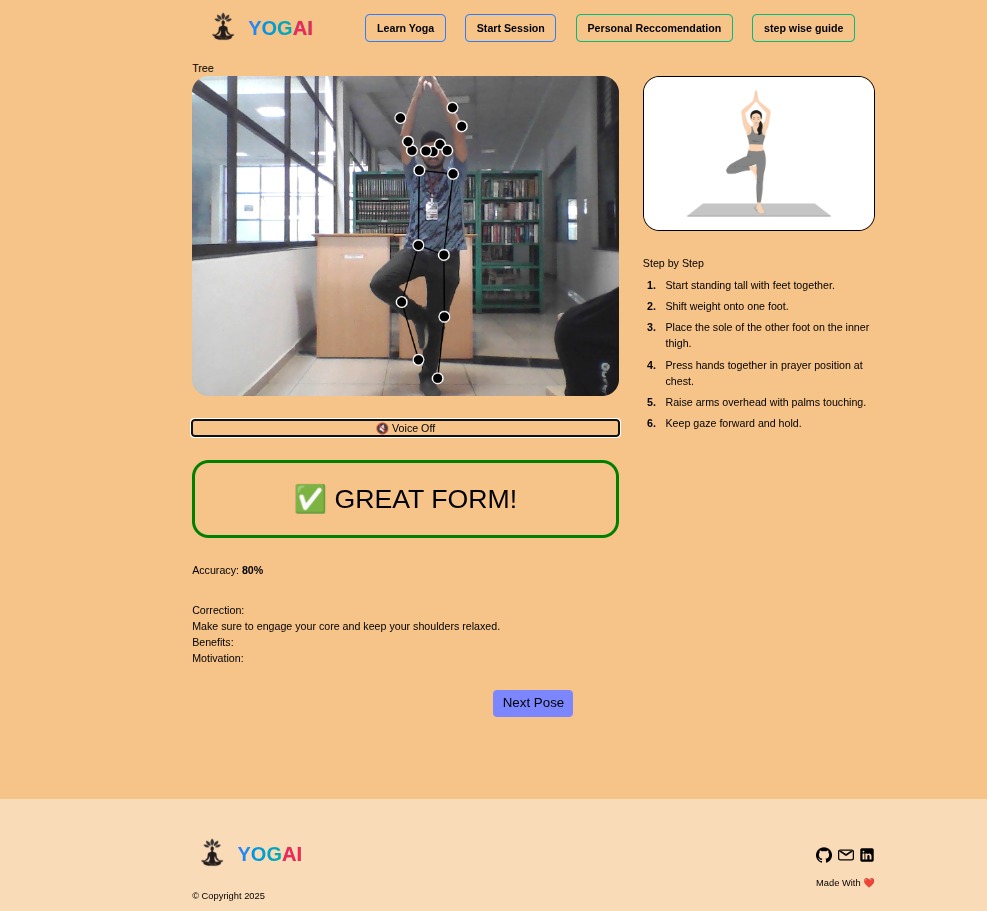 YOGAI
Learn Yoga
Start Session
Personal Reccomendation
step wise guide
Tree
🔇 Voice Off
✅ GREAT FORM!
Accuracy: 80%
Correction:
Make sure to engage your core and keep your shoulders relaxed.
Benefits:
Motivation:
Next Pose
Step by Step
1. Start standing tall with feet together.
2. Shift weight onto one foot.
3. Place the sole of the other foot on the inner
thigh.
4. Press hands together in prayer position at
chest.
5. Raise arms overhead with palms touching.
6. Keep gaze forward and hold.
YOGAI
© Copyright 2025
Made With ❤️